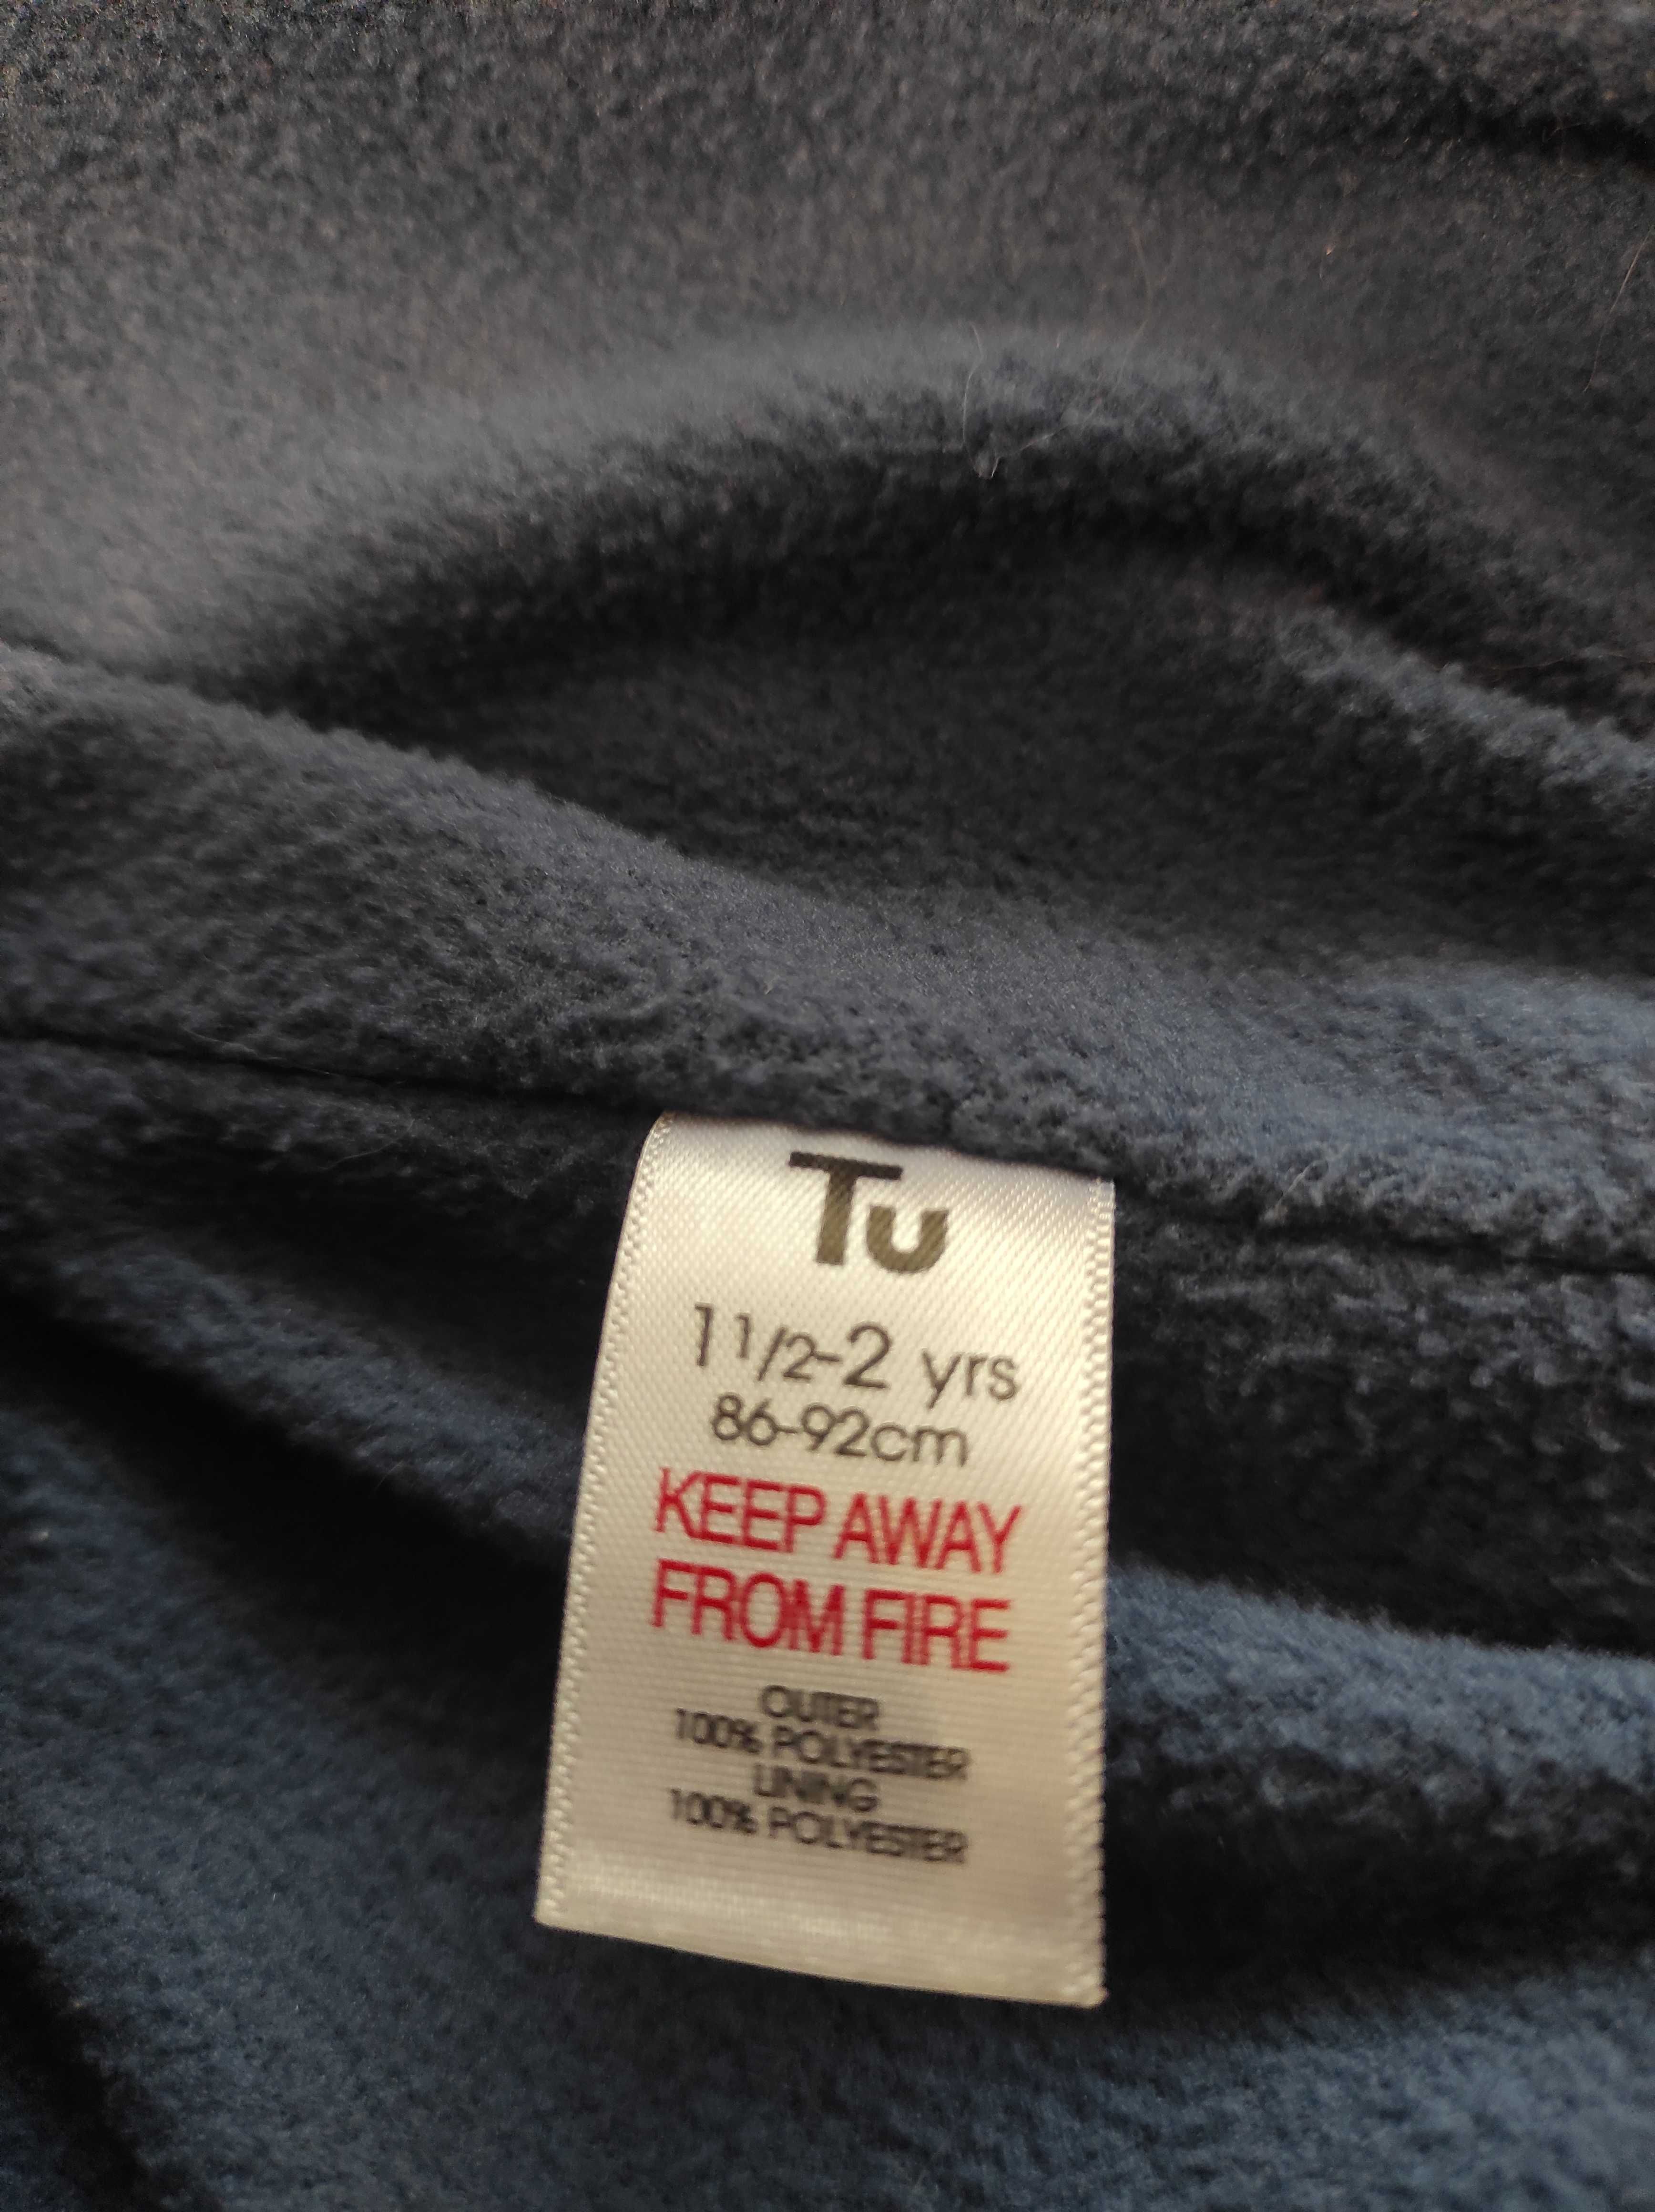 Tu
1 1/2-2 yrs
86-92cm
KEEP AWAY
FROM FIRE
OUTER
100% POLYESTER
LINING
100% POLYESTER